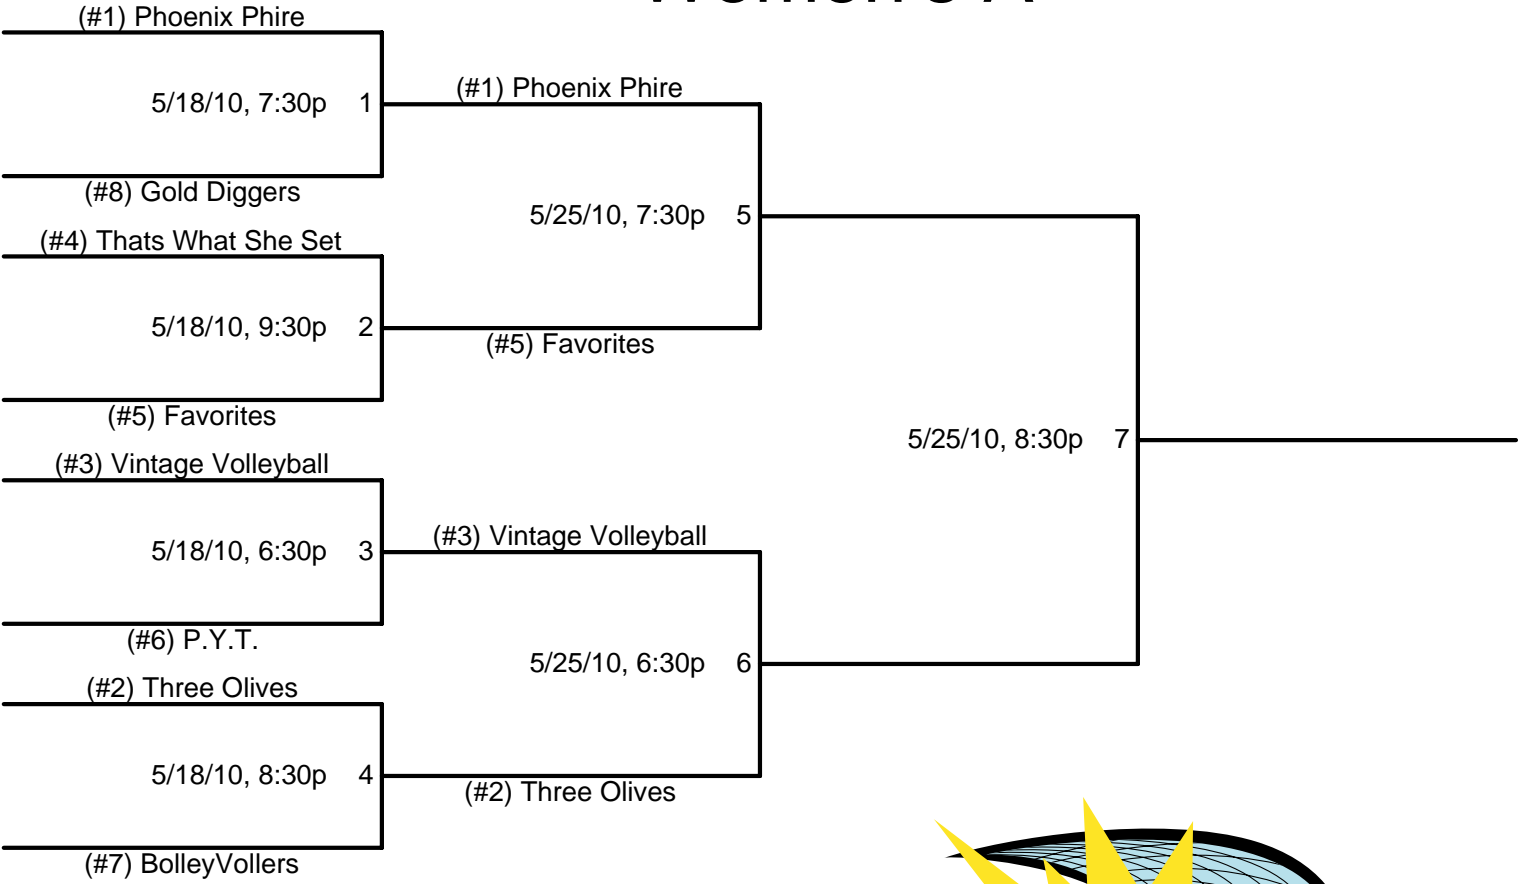 (#1) Phoenix Phire
5/18/10, 7:30p 1
(#8) Gold Diggers
(#4) Thats What She Set
5/18/10, 9:30p 2
(#5) Favorites
(#3) Vintage Volleyball
5/18/10, 6:30p 3
(#6) P.Y.T.
(#2) Three Olives
5/18/10, 8:30p 4
(#7) BolleyVollers
(#1) Phoenix Phire
5/25/10, 7:30p 5
(#5) Favorites
(#3) Vintage Volleyball
5/25/10, 6:30p 6
(#2) Three Olives
5/25/10, 8:30p 7